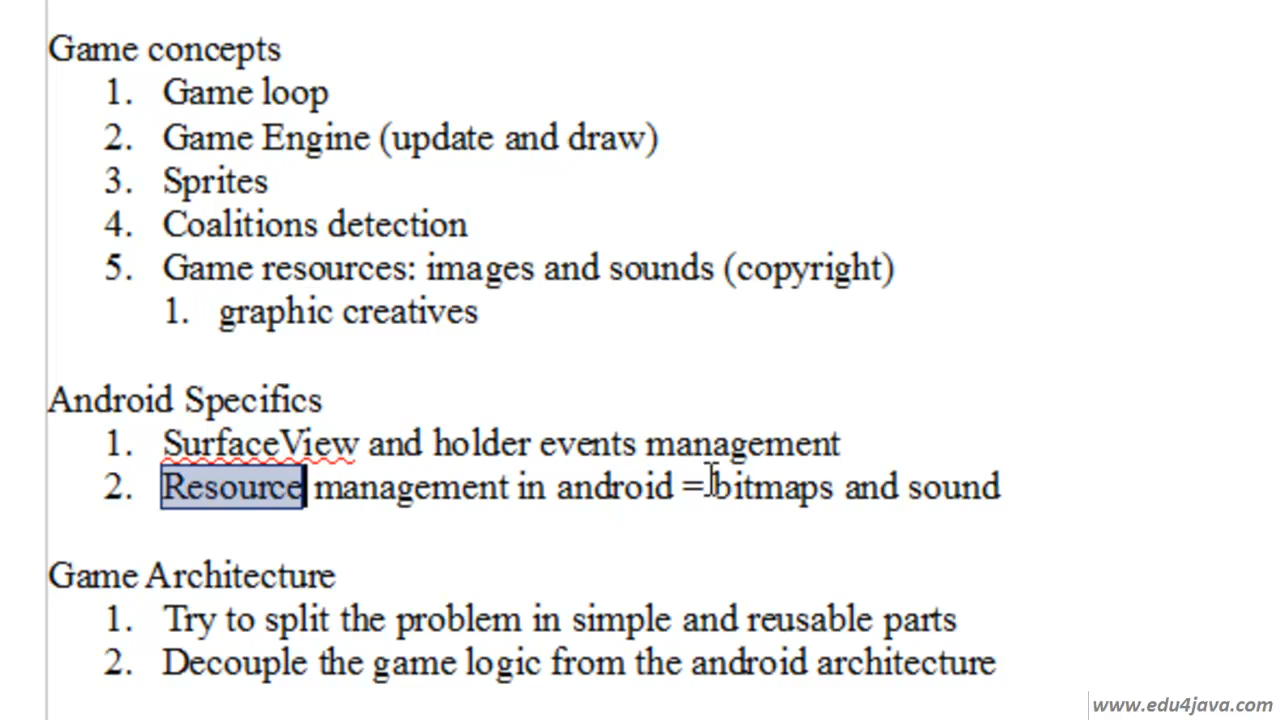 Game concepts
1. Game loop
2. Game Engine (update and draw)
3. Sprites
4. Coalitions detection
5. Game resources: images and sounds (copyright)
1. graphic creatives
Android Specifics
1. SurfaceView and holder events management
2. Resource management in android = bitmaps and sound
Game Architecture
1. Try to split the problem in simple and reusable parts
2. Decouple the game logic from the android architecture
www.edu4java.com